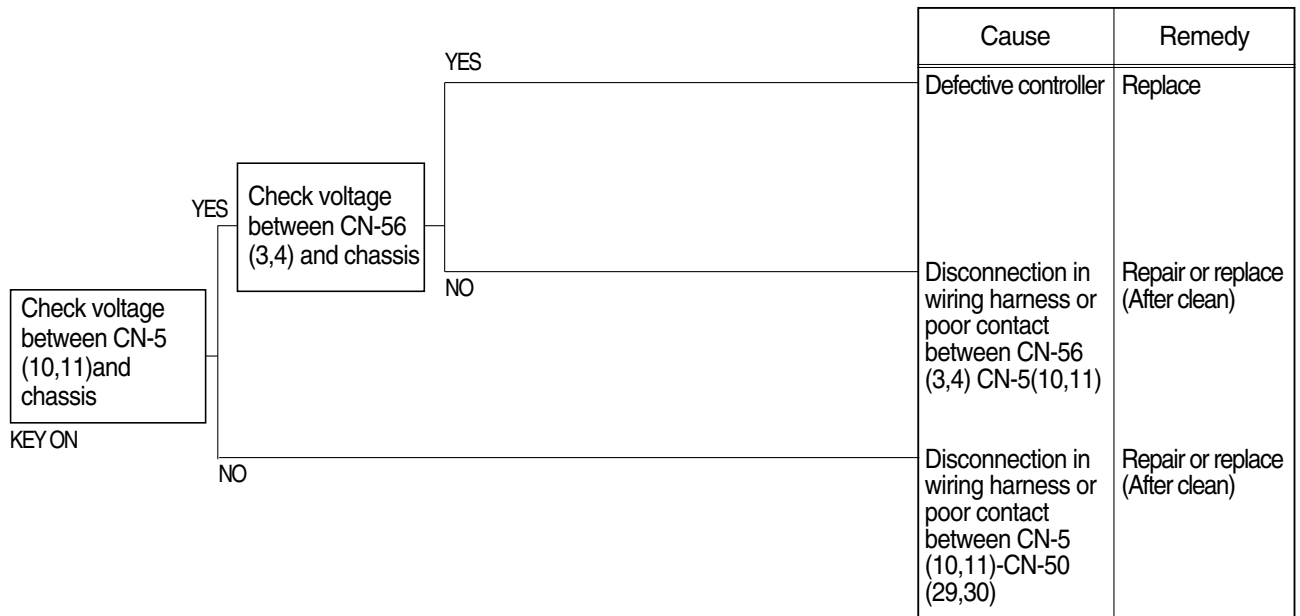 Cause
Remedy
YES
Defective controller
Replace
YES
Check voltage
between CN-56
(3,4) and chassis
NO
Disconnection in
wiring harness or
poor contact
between CN-56
(3,4) CN-5(10,11)
Repair or replace
(After clean)
Check voltage
between CN-5
(10,11)and
chassis
KEY ON
NO
Disconnection in
wiring harness or
poor contact
between CN-5
(10,11)-CN-50
(29,30)
Repair or replace
(After clean)